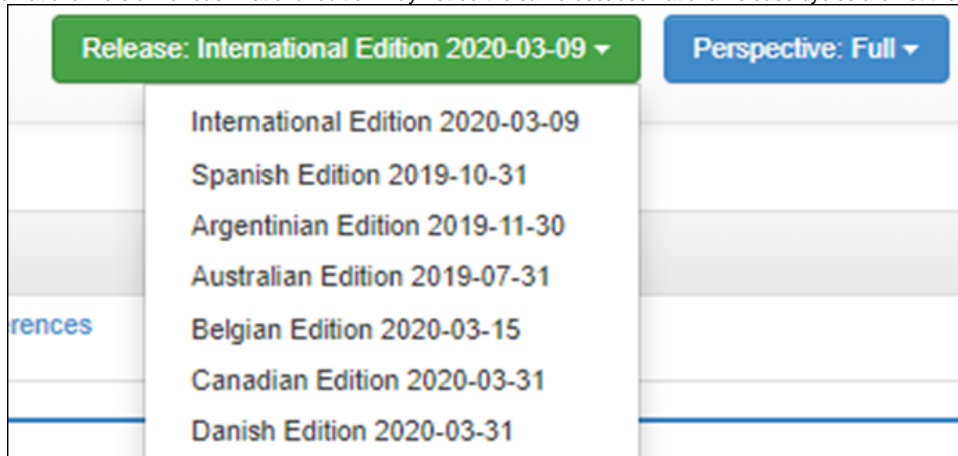 Release: International Edition 2020-03-09
Perspective: Full
International Edition 2020-03-09
Spanish Edition 2019-10-31
Argentinian Edition 2019-11-30
Australian Edition 2019-07-31
rences
Belgian Edition 2020-03-15
Canadian Edition 2020-03-31
Danish Edition 2020-03-31